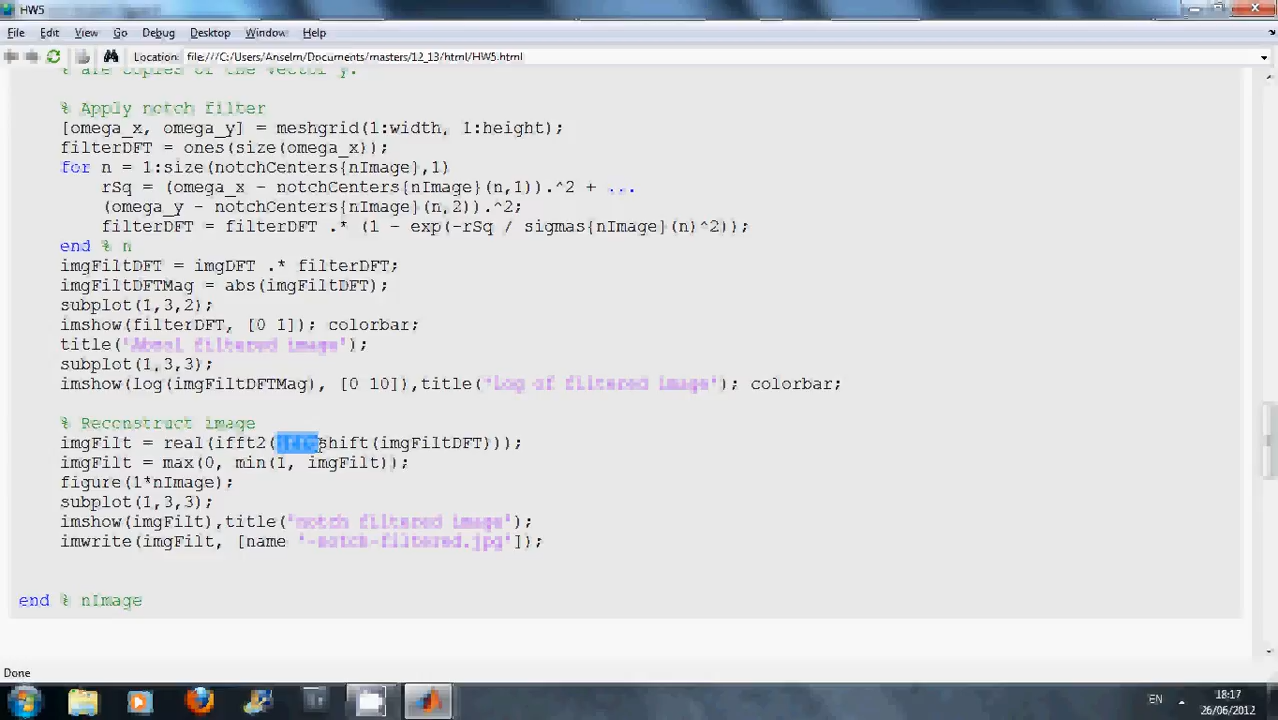 HW5
File Edit View Go Debug Desktop Window Help
Location: file:///C:/Users/Anselm/Documents/masters/12_13/html/HW5.html
% are copies of the vector y.
% Apply notch filter
[omega_x, omega_y] = meshgrid(1:width, 1:height);
filterDFT = ones(size(omega_x));
for n = 1:size(notchCenters{nImage},1)
rSq = (omega_x - notchCenters{nImage}(n,1)).^2 + ...
(omega_y - notchCenters{nImage}(n,2)).^2;
filterDFT = filterDFT .* (1 - exp(-rSq / sigmas{nImage}(n)^2));
end % n
imgFiltDFT = imgDFT .* filterDFT;
imgFiltDFTMag = abs(imgFiltDFT);
subplot(1,3,2);
imshow(filterDFT, [0 1]); colorbar;
title('Absol filtered image');
subplot(1,3,3);
imshow(log(imgFiltDFTMag), [0 10]),title('Log of filtered image'); colorbar;
% Reconstruct image
imgFilt = real(ifft2(ifftshift(imgFiltDFT)));
imgFilt = max(0, min(1, imgFilt));
figure(1*nImage);
subplot(1,3,3);
imshow(imgFilt),title('notch filtered image');
imwrite(imgFilt, [name '-notch-filtered.jpg']);
end % nImage
Done
EN
18:17
26/06/2012